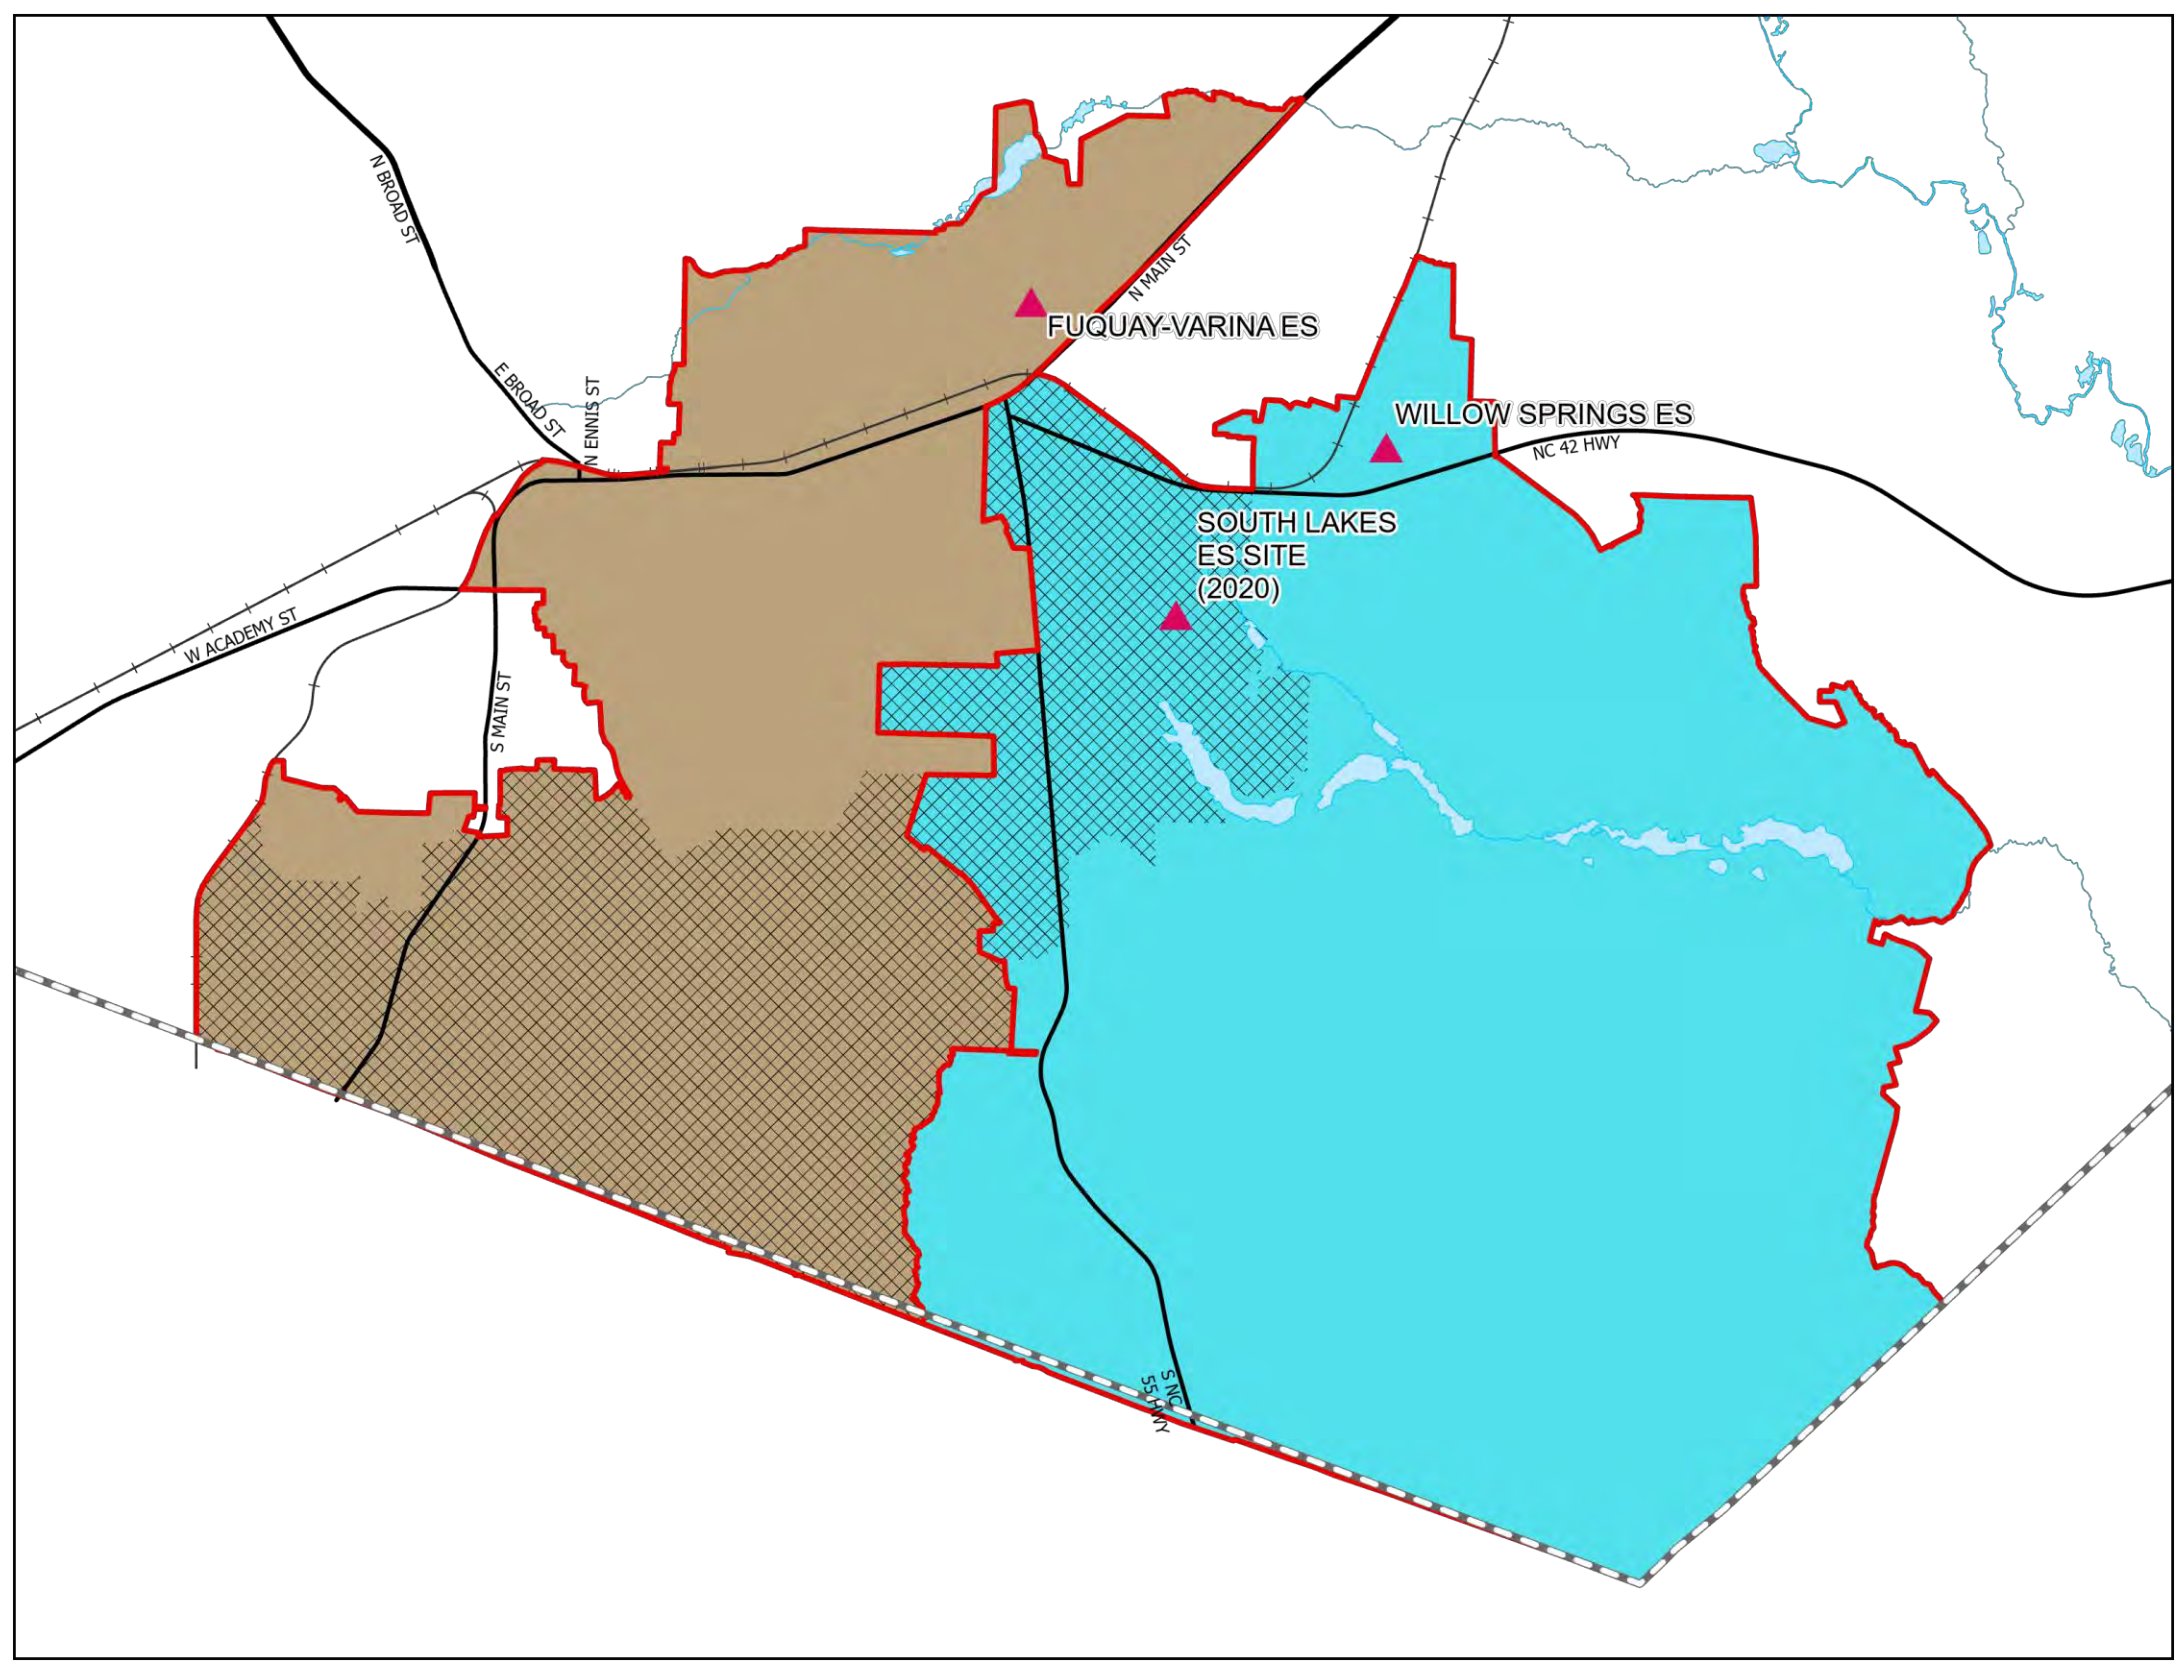 N BROAD ST
N MAIN ST
FUQUAY-VARINA ES
E BROAD ST
N ENNIS ST
WILLOW SPRINGS ES
NC 42 HWY
SOUTH LAKES
ES SITE
(2020)
W ACADEMY ST
S MAIN ST
S NC
55 HWY